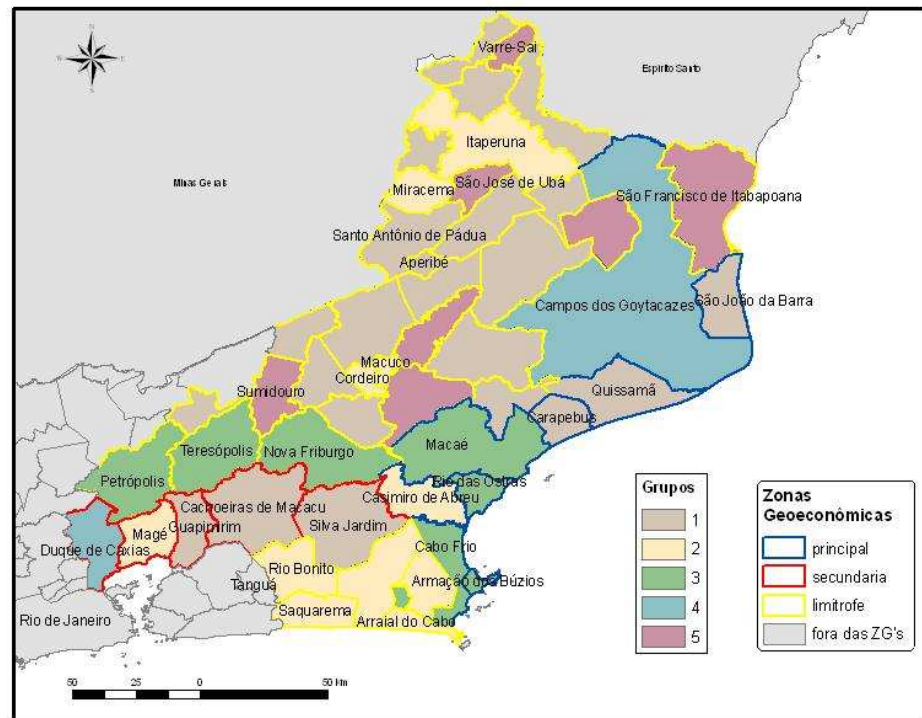 Varre-Sai
Espirito Santo
Itaperuna
Minas Gerais
São José de Ubá
Miracema
São Francisco de Itabapoana
Santo Antônio de Pádua
Aperibé
Campos dos Goytacazes
São João da Barra
Macuco
Cordeiro
Sumidouro
Quissamã
Carapebus
Macaé
Teresópolis
Nova Friburgo
Petrópolis
Rio das Ostras
Casimiro de Abreu
Cachoeiras de Macacu
Silva Jardim
Magé
Guapimirim
Duque de Caxias
Cabo Frio
Rio Bonito
Armação dos Búzios
Tanguá
Saquarema
Rio de Janeiro
Arraial do Cabo
Grupos
1
2
3
4
5
Zonas
Geoeconômicas
principal
secundaria
limitrofe
fora das ZG's
50 25 0 50 km